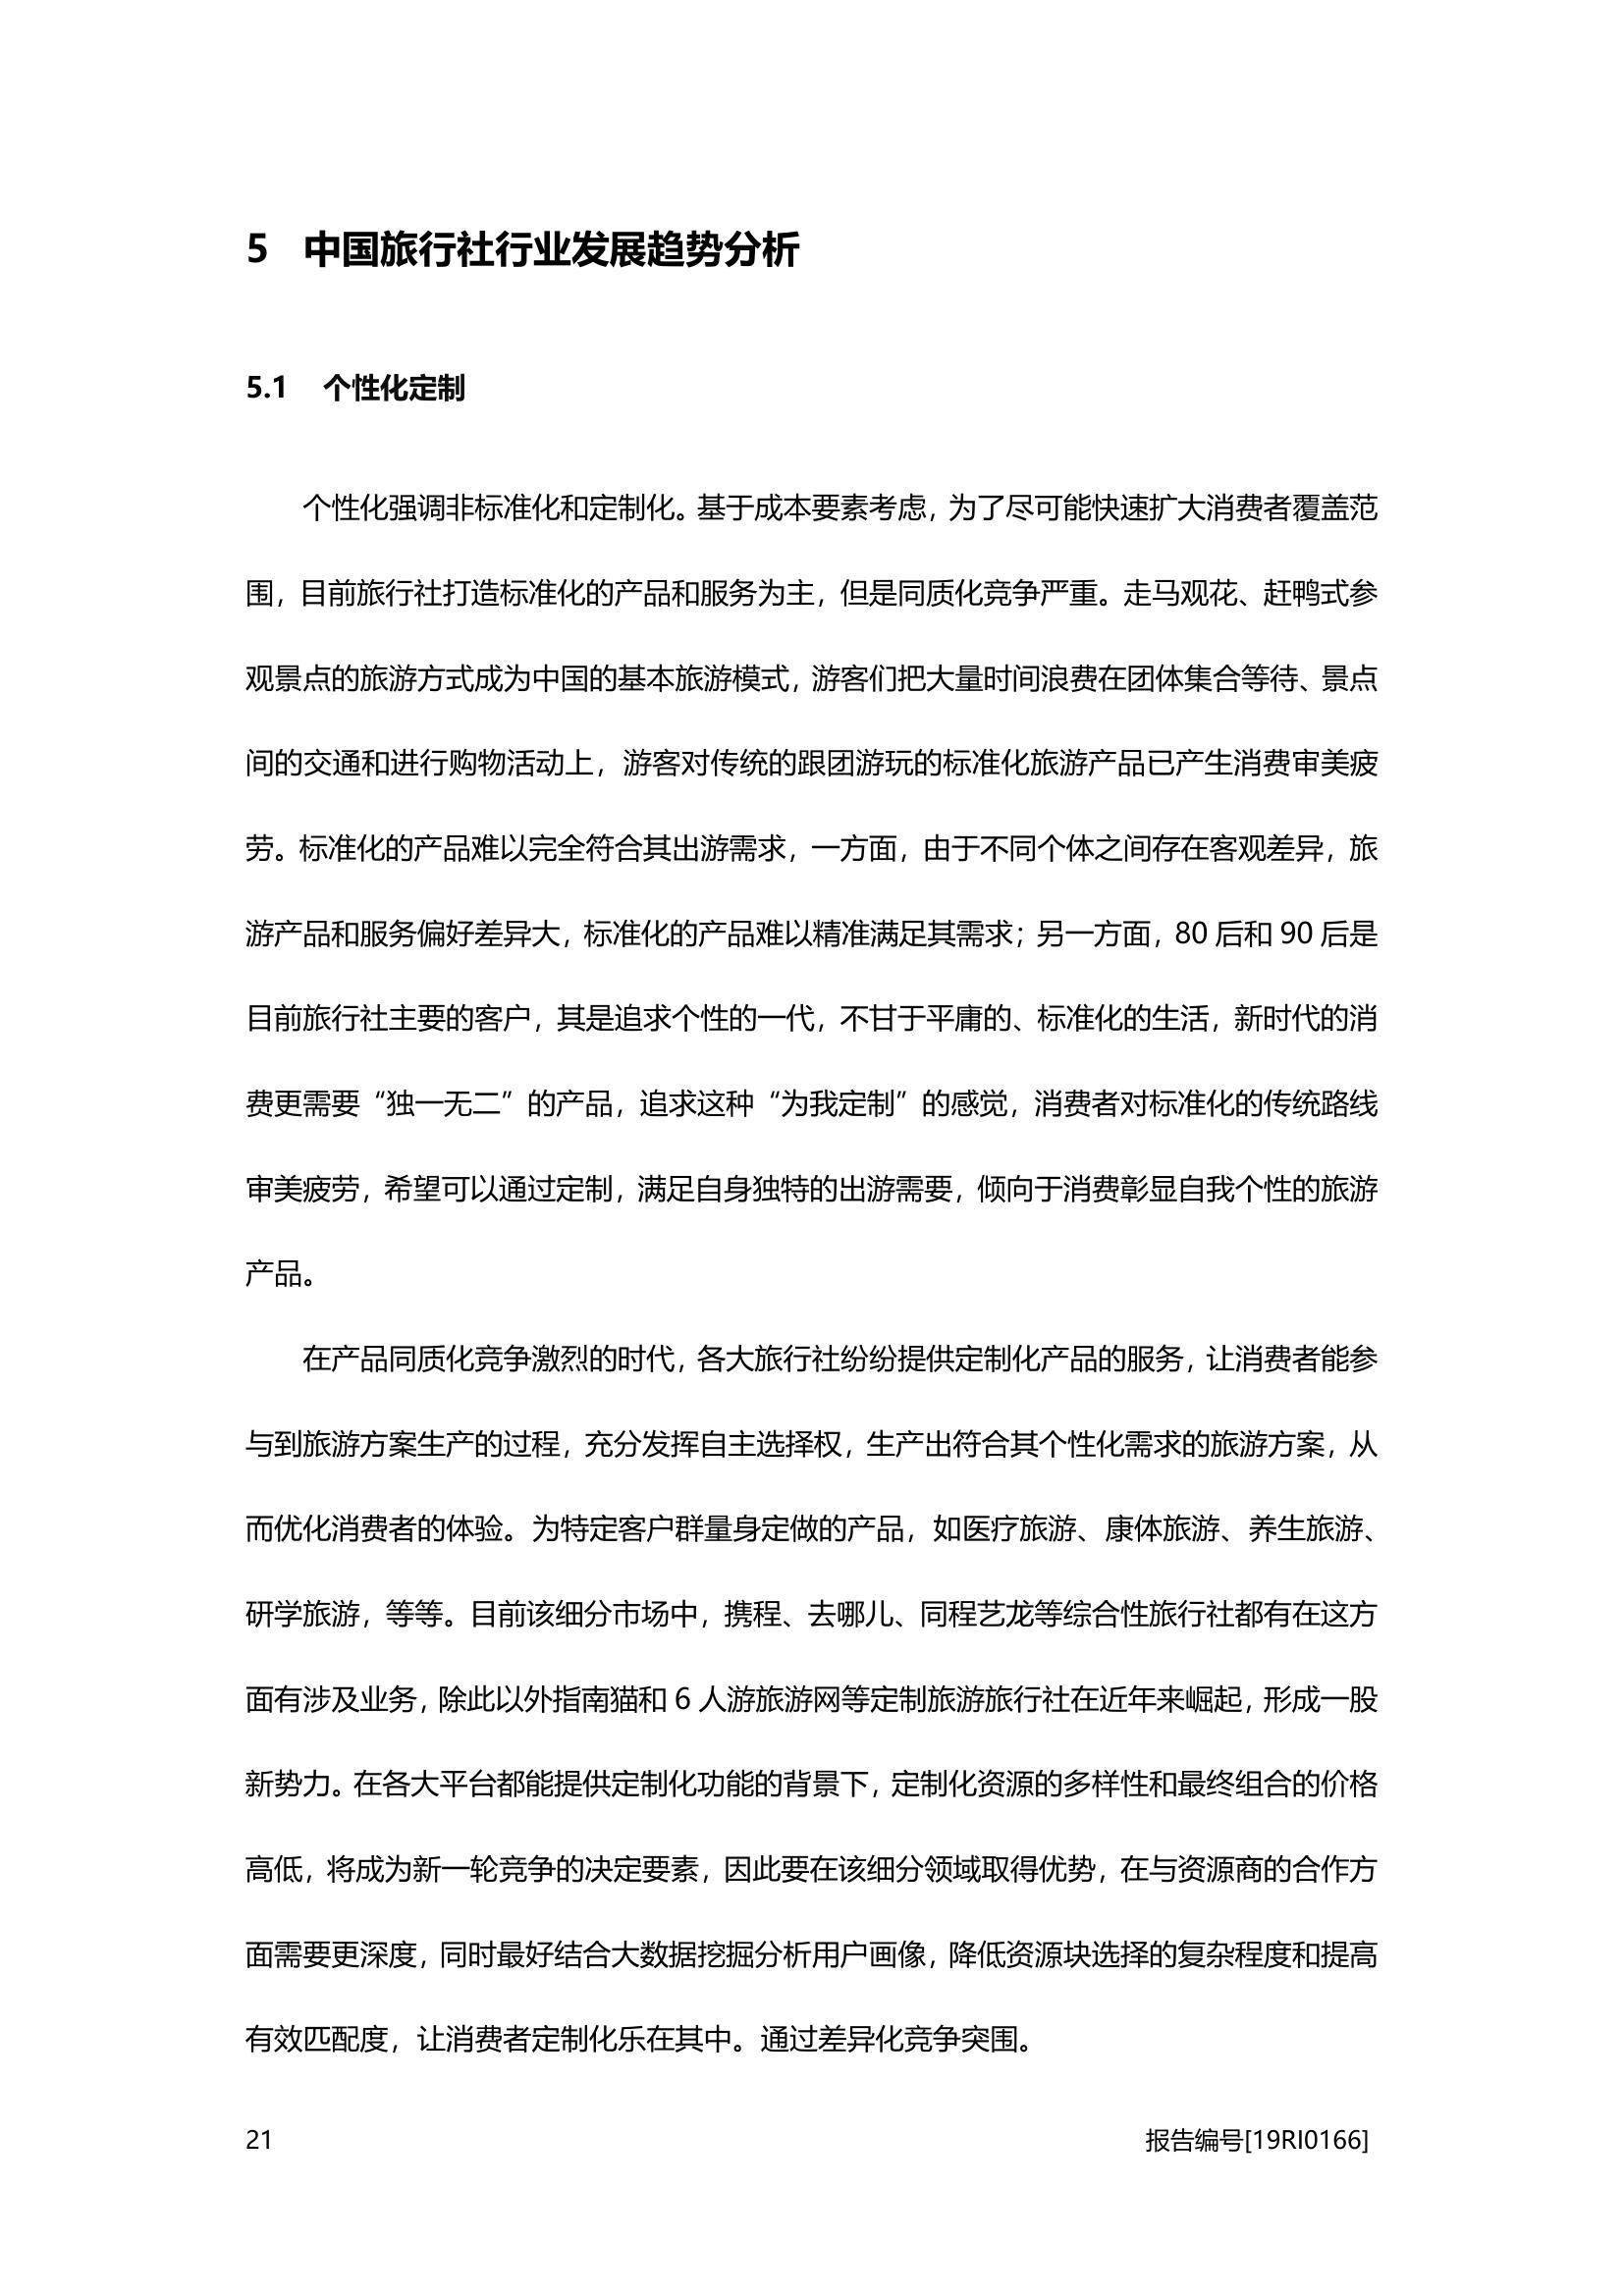 5 中国旅行社行业发展趋势分析
5.1 个性化定制
个性化强调非标准化和定制化。基于成本要素考虑，为了尽可能快速扩大消费者覆盖范
围，目前旅行社打造标准化的产品和服务为主，但是同质化竞争严重。走马观花、赶鸭式参
观景点的旅游方式成为中国的基本旅游模式，游客们把大量时间浪费在团体集合等待、景点
间的交通和进行购物活动上，游客对传统的跟团游玩的标准化旅游产品已产生消费审美疲
劳。标准化的产品难以完全符合其出游需求，一方面，由于不同个体之间存在客观差异，旅
游产品和服务偏好差异大，标准化的产品难以精准满足其需求；另一方面，80 后和 90 后是
目前旅行社主要的客户，其是追求个性的一代，不甘于平庸的、标准化的生活，新时代的消
费更需要“独一无二”的产品，追求这种“为我定制”的感觉，消费者对标准化的传统路线
审美疲劳，希望可以通过定制，满足自身独特的出游需要，倾向于消费彰显自我个性的旅游
产品。
在产品同质化竞争激烈的时代，各大旅行社纷纷提供定制化产品的服务，让消费者能参
与到旅游方案生产的过程，充分发挥自主选择权，生产出符合其个性化需求的旅游方案，从
而优化消费者的体验。为特定客户群量身定做的产品，如医疗旅游、康体旅游、养生旅游、
研学旅游，等等。目前该细分市场中，携程、去哪儿、同程艺龙等综合性旅行社都有在这方
面有涉及业务，除此以外指南猫和 6 人游旅游网等定制旅游旅行社在近年来崛起，形成一股
新势力。在各大平台都能提供定制化功能的背景下，定制化资源的多样性和最终组合的价格
高低，将成为新一轮竞争的决定要素，因此要在该细分领域取得优势，在与资源商的合作方
面需要更深度，同时最好结合大数据挖掘分析用户画像，降低资源块选择的复杂程度和提高
有效匹配度，让消费者定制化乐在其中。通过差异化竞争突围。
21 报告编号[19RI0166]